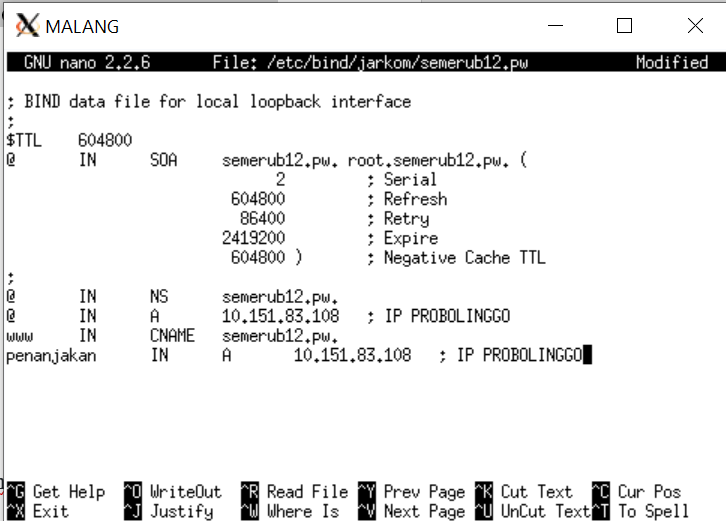 MALANG
GNU nano 2.2.6 File: /etc/bind/jarkom/semerub12.pw Modified
; BIND data file for local loopback interface
;
$TTL 604800
@ IN SOA semerub12.pw. root.semerub12.pw. (
2 ; Serial
604800 ; Refresh
86400 ; Retry
2419200 ; Expire
604800 ) ; Negative Cache TTL
;
@ IN NS semerub12.pw.
@ IN A 10.151.83.108 ; IP PROBOLINGGO
www IN CNAME semerub12.pw.
penanjakan IN A 10.151.83.108 ; IP PROBOLINGGO
^G Get Help ^O WriteOut ^R Read File ^Y Prev Page ^K Cut Text ^C Cur Pos
^X Exit ^J Justify ^W Where Is ^V Next Page ^U UnCut Text ^T To Spell